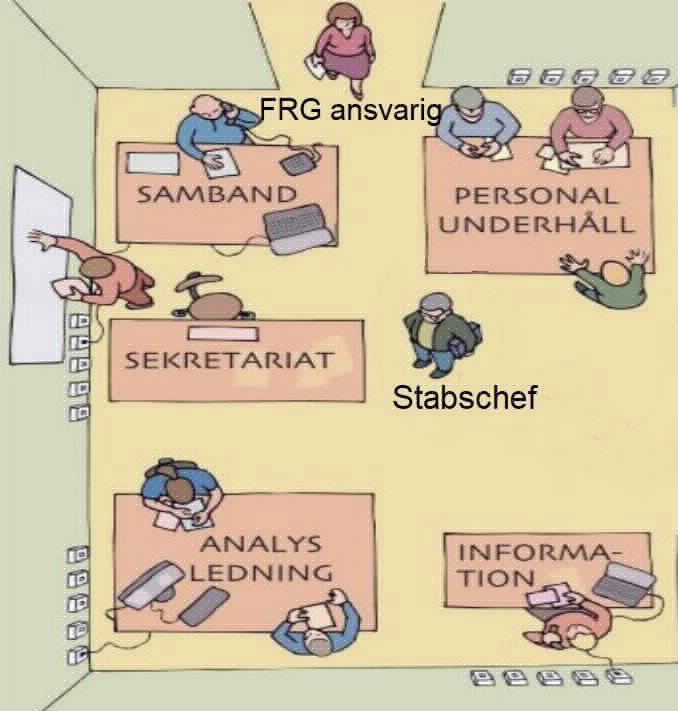 FRG ansvarig
SAMBAND
PERSONAL
UNDERHÅLL
SEKRETARIAT
Stabschef
ANALYS
LEDNING
INFORMA-
TION